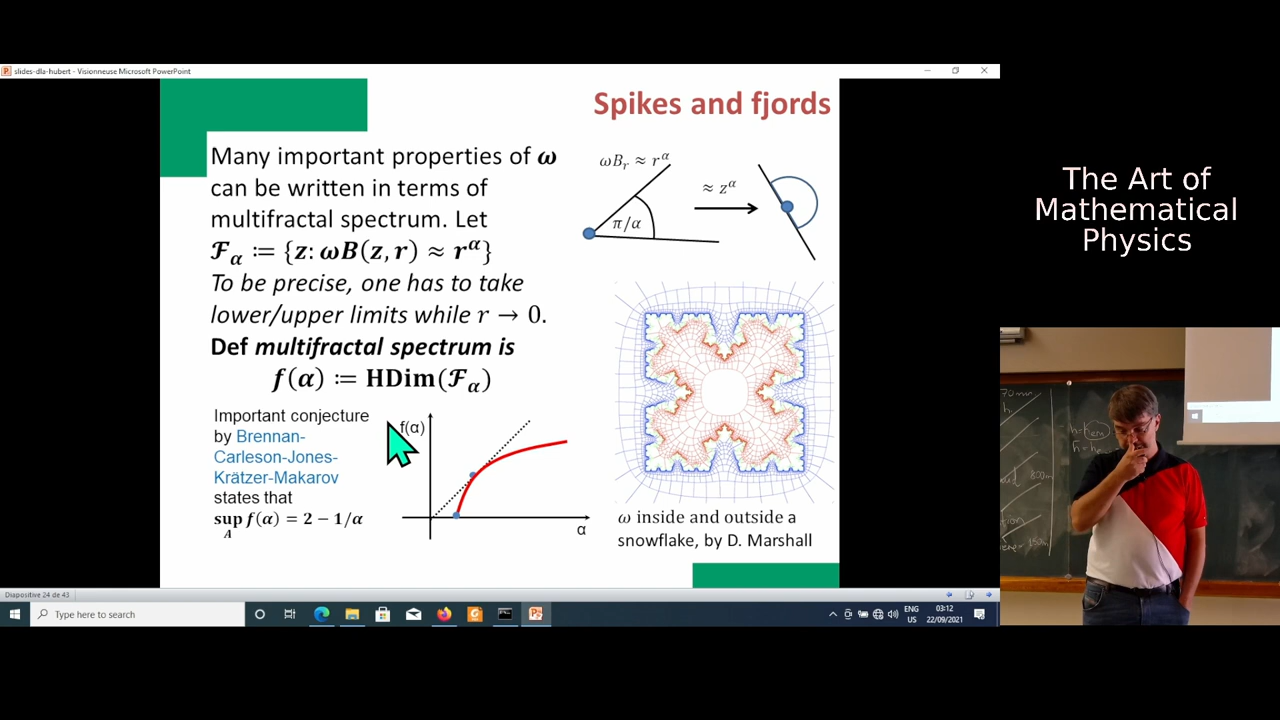 slides-dla-hubert - Visionneuse Microsoft PowerPoint
Spikes and fjords
Many important properties of ω
can be written in terms of
multifractal spectrum. Let
ℱα ≔ {z: ωB(z, r) ≈ r^α}
To be precise, one has to take
lower/upper limits while r → 0.
Def multifractal spectrum is
f(α) ≔ HDim(ℱα)
Important conjecture
by Brennan-
Carleson-Jones-
Krätzer-Makarov
states that
sup f(α) = 2 − 1/α
A
f(α)
α
ωBr ≈ r^α
π/α
≈ z^α
ω inside and outside a
snowflake, by D. Marshall
Diapositive 24 de 43
Type here to search
ENG
US
03:12
22/09/2021
The Art of
Mathematical
Physics